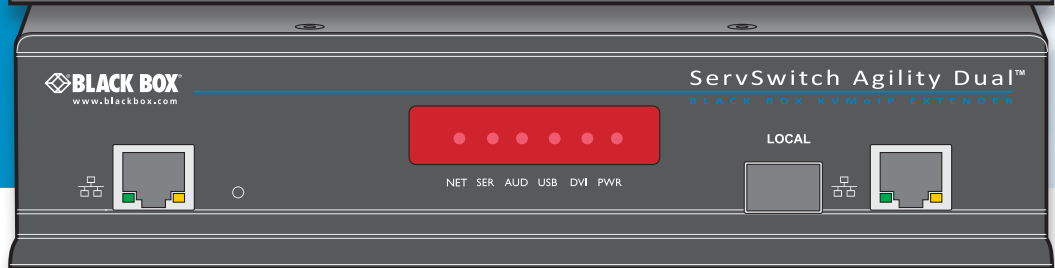 BLACK BOX®
www.blackbox.com
ServSwitch Agility Dual™
BLACK BOX KVMoIP EXTENDER
LOCAL
NET SER AUD USB DVI PWR